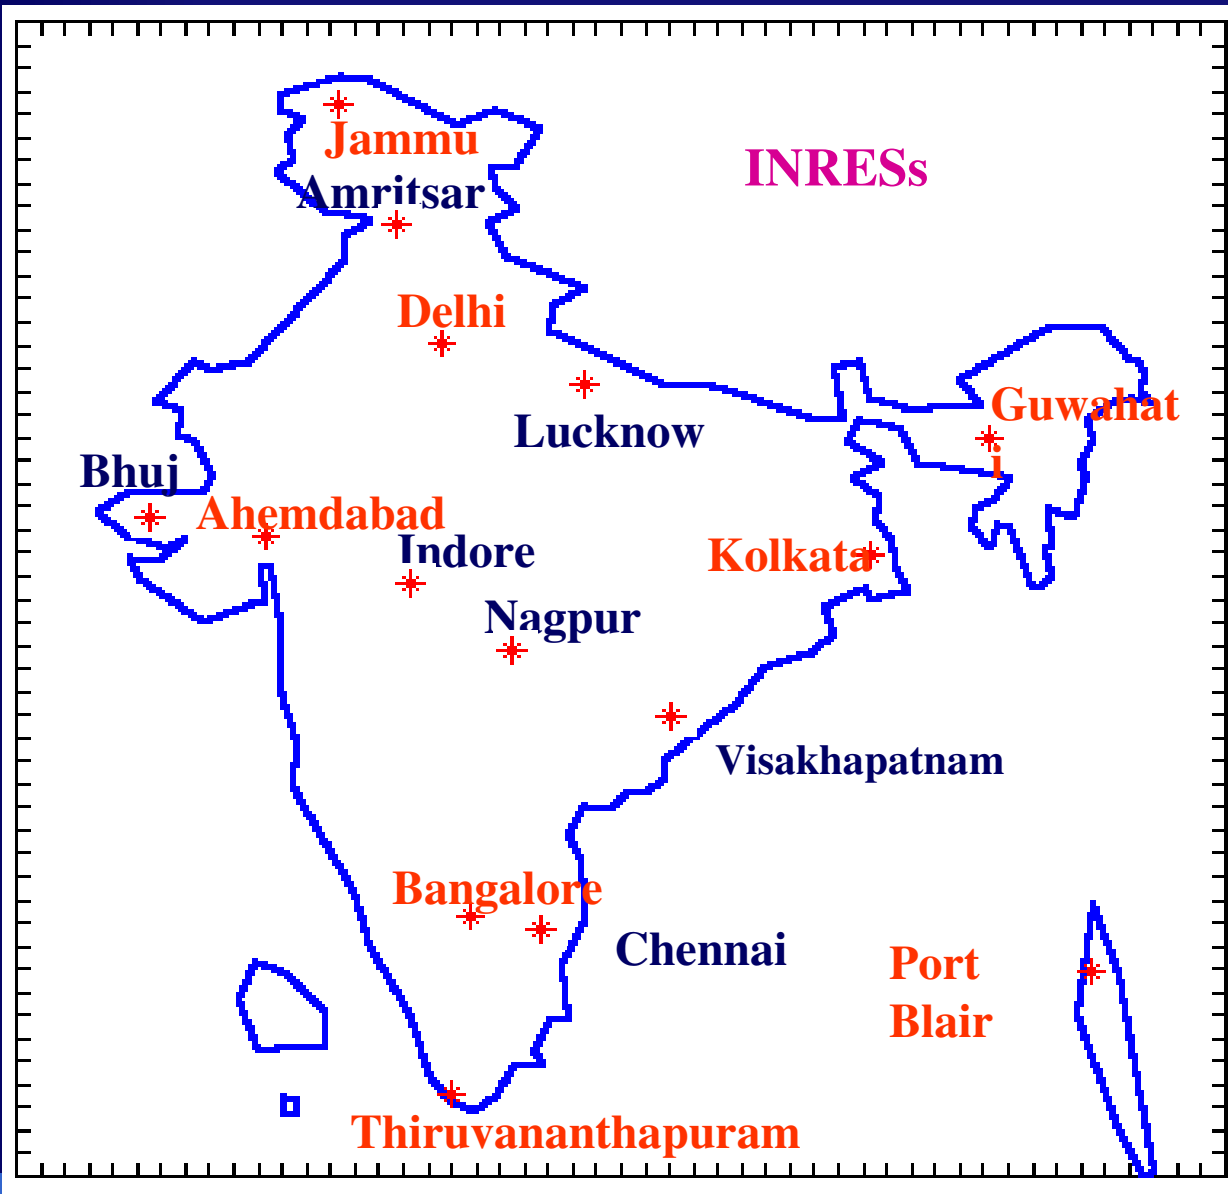 Jammu
INRESs
Amritsar
Delhi
Guwahat
i
Lucknow
Bhuj
Ahemdabad
Indore
Kolkata
Nagpur
Visakhapatnam
Bangalore
Chennai
Port
Blair
Thiruvananthapuram